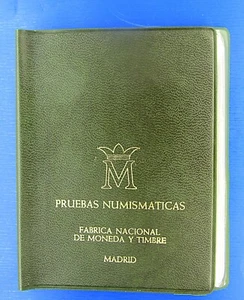 M
PRUEBAS NUMISMATICAS
FABRICA NACIONAL
DE MONEDA Y TIMBRE
MADRID